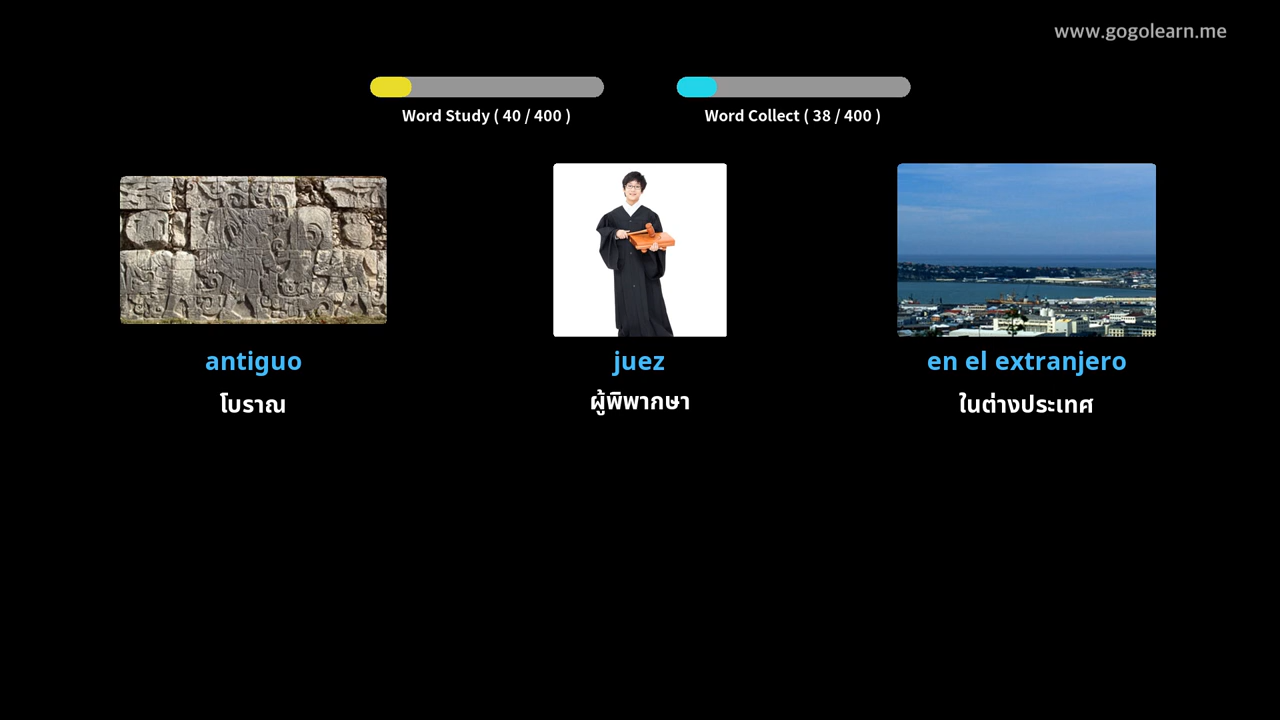 www.gogolearn.me
Word Study ( 40 / 400 )
Word Collect ( 38 / 400 )
antiguo
juez
en el extranjero
โบราณ
ผู้พิพากษา
ในต่างประเทศ